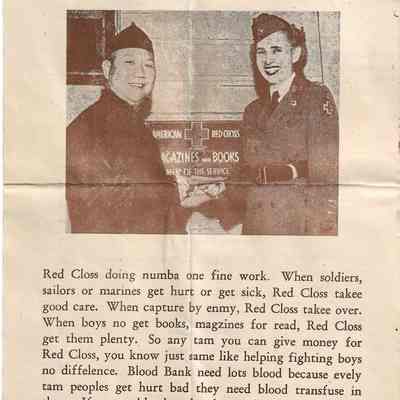 AMERICAN RED CROSS
MAGAZINES AND BOOKS
OF THE SERVICE
Red Closs doing numba one fine work. When soldiers,
sailors or marines get hurt or get sick, Red Closs takee
good care. When capture by enmy, Red Closs takee over.
When boys no get books, magzines for read, Red Closs
get them plenty. So any tam you can give money for
Red Closs, you know just same like helping fighting boys
no diffelence. Blood Bank need lots blood because evely
tam peoples get hurt bad they need blood transfuse in